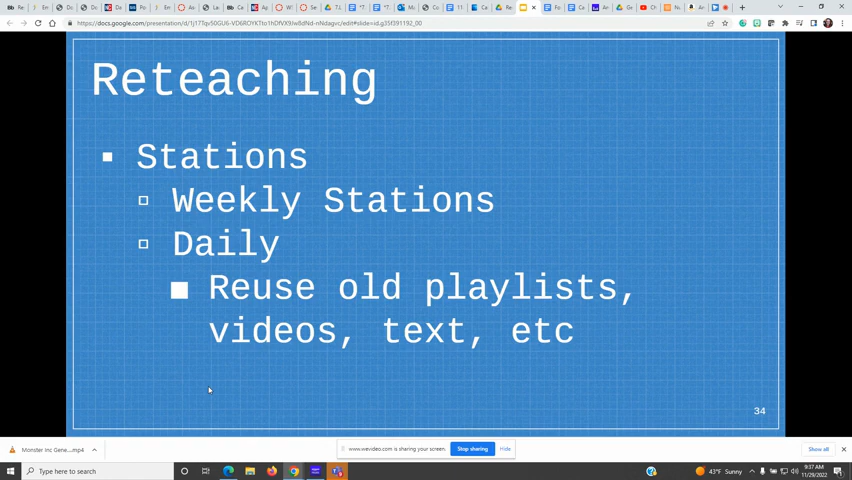 https://docs.google.com/presentation/d/1j17Tqv50GU6-VD6ROYKTto1hDfVX9Jw8dNd-nNdagvc/edit#slide=id.g35f391192_00
Reteaching
Stations
Weekly Stations
Daily
Reuse old playlists,
videos, text, etc
34
Monster Inc Gene....mp4
www.wevideo.com is sharing your screen.
Stop sharing
Hide
Show all
Type here to search
43°F Sunny
9:37 AM
11/29/2022